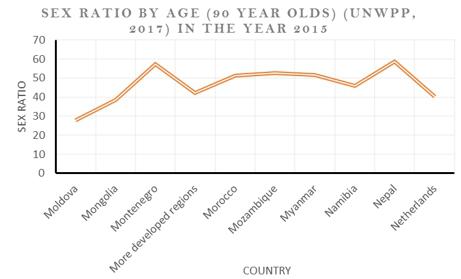 SEX RATIO BY AGE (90 YEAR OLDS) (UNWPP,
2017) IN THE YEAR 2015
70
60
50
40
30
20
10
0
SEX RATIO
Moldova
Mongolia
Montenegro
More developed regions
Morocco
Mozambique
Myanmar
Namibia
Nepal
Netherlands
COUNTRY